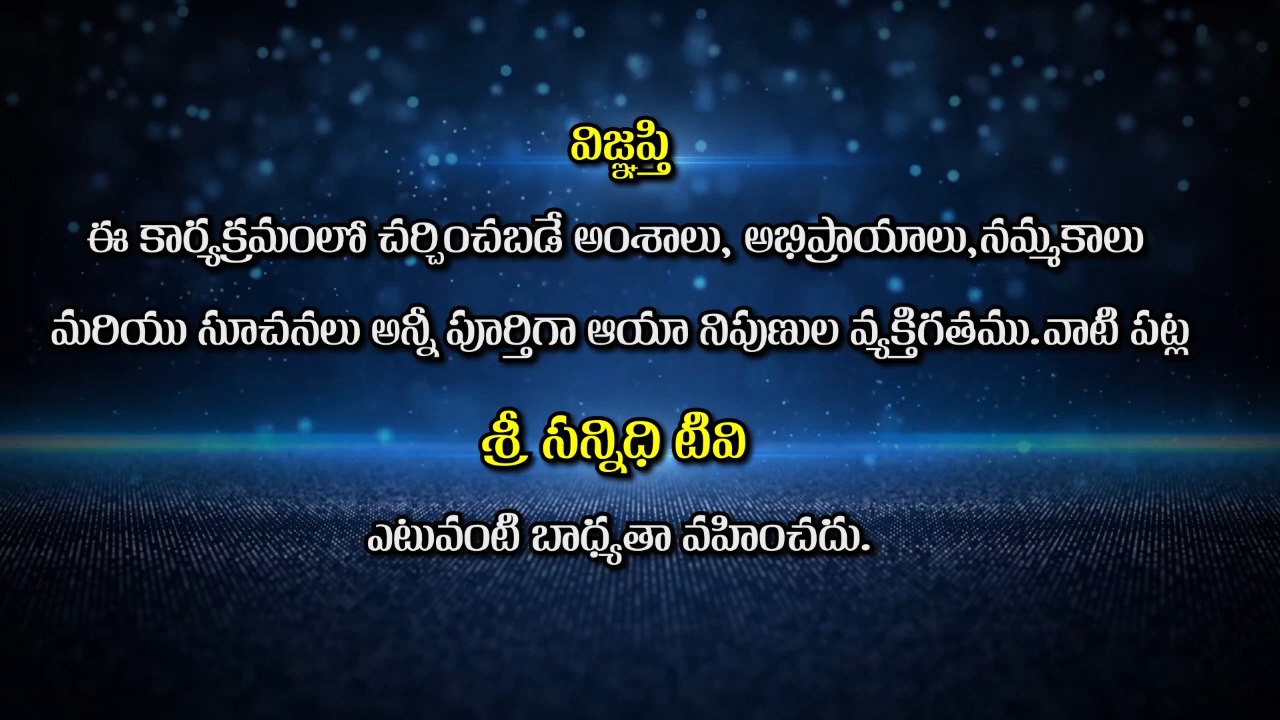 విజ్ఞప్తి
ఈ కార్యక్రమంలో చర్చించబడే అంశాలు, అభిప్రాయాలు,నమ్మకాలు
మరియు సూచనలు అన్నీ పూర్తిగా ఆయా నిపుణుల వ్యక్తిగతము.వాటి పట్ల
శ్రీ సన్నిధి టివి
ఎటువంటి బాధ్యతా వహించదు.